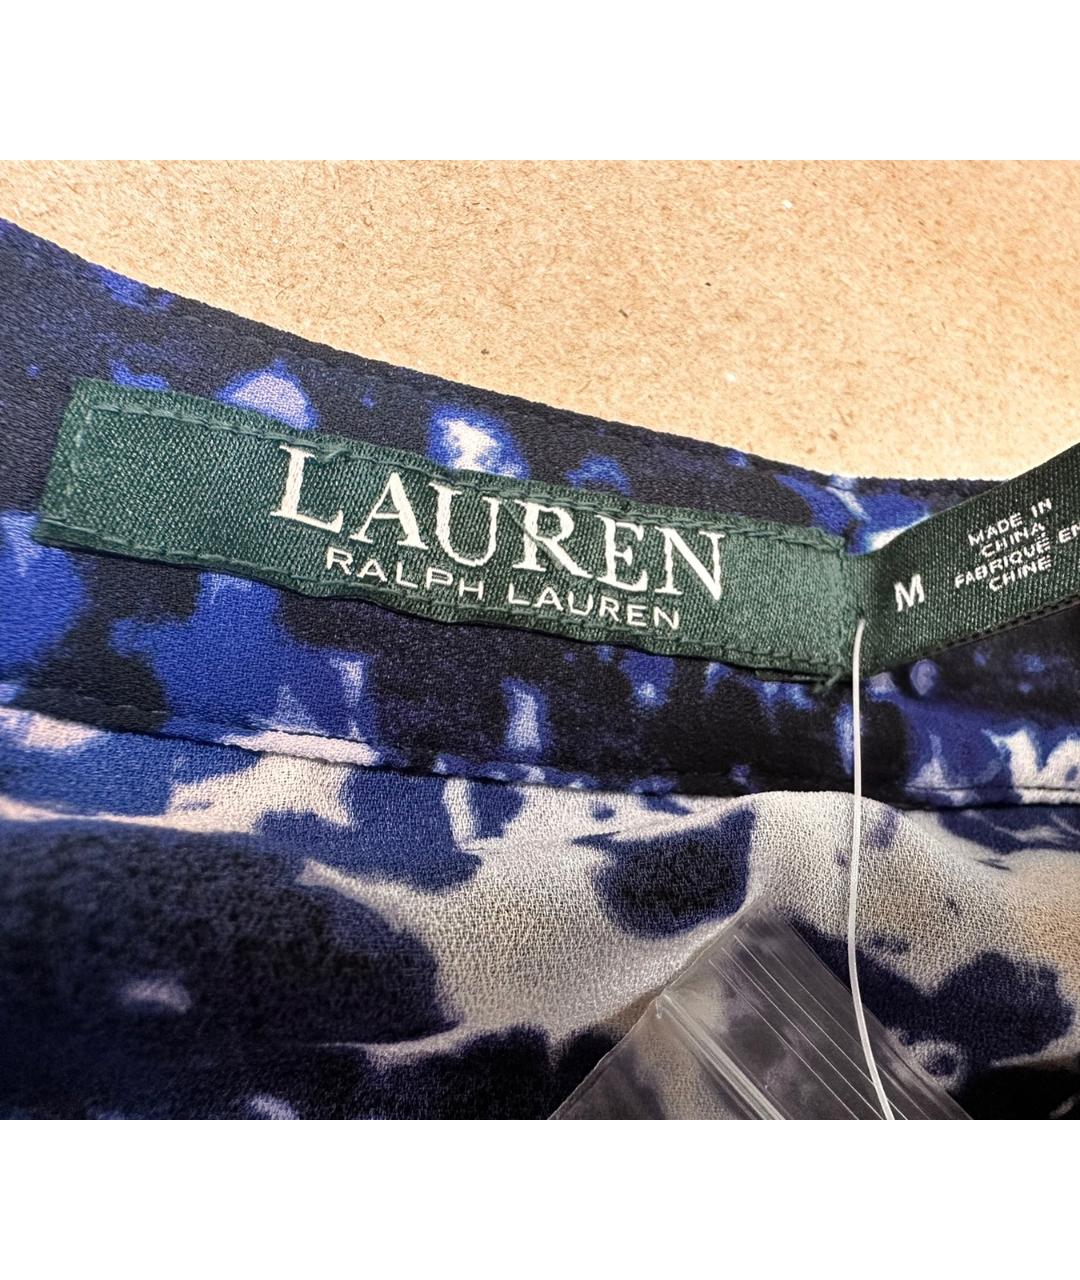 LAUREN
RALPH LAUREN
M
MADE IN
CHINA
FABRIQUÉ EN
CHINE